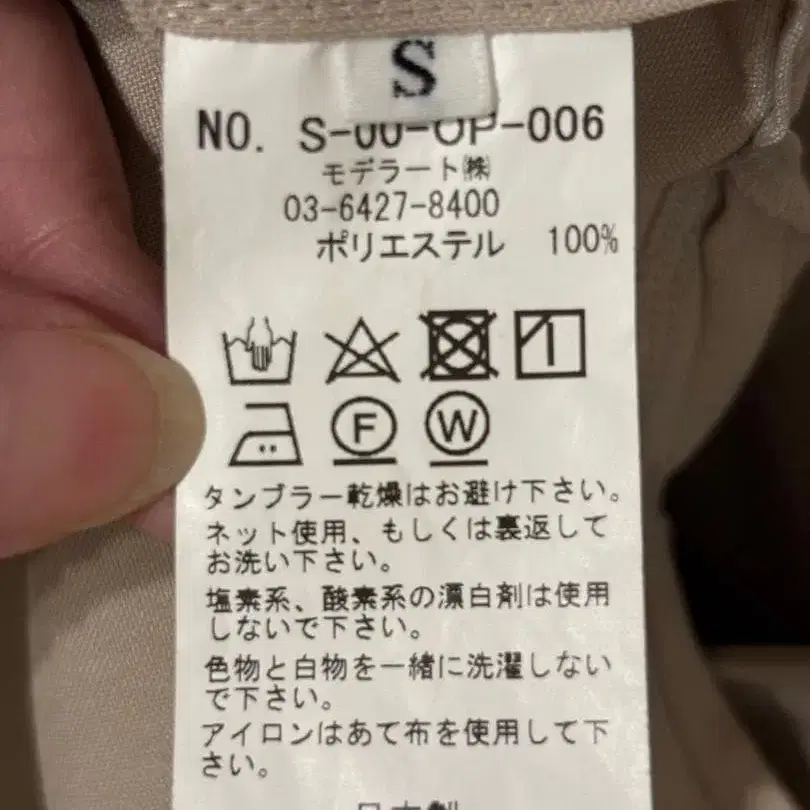 S
NO. S-00-OP-006
モデラート㈱
03-6427-8400
ポリエステル 100%
F W
タンブラー乾燥はお避け下さい。
ネット使用、もしくは裏返して
お洗い下さい。
塩素系、酸素系の漂白剤は使用
しないで下さい。
色物と白物を一緒に洗濯しない
で下さい。
アイロンはあて布を使用して下
さい。